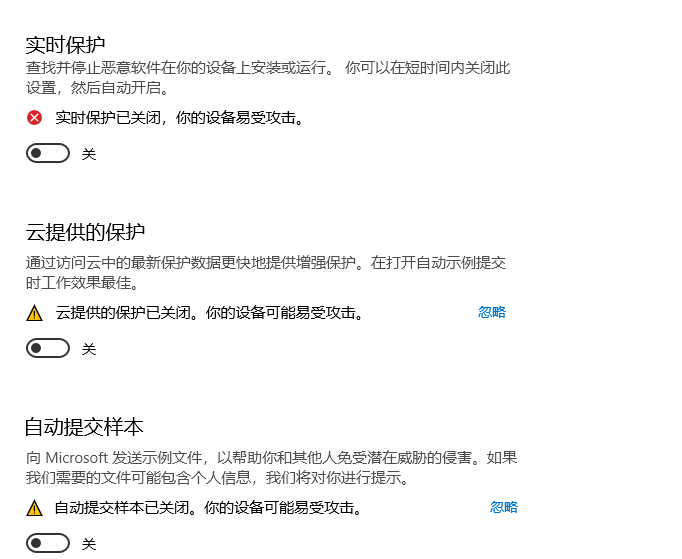 实时保护
查找并停止恶意软件在你的设备上安装或运行。 你可以在短时间内关闭此
设置，然后自动开启。
实时保护已关闭，你的设备易受攻击。
关
云提供的保护
通过访问云中的最新保护数据更快地提供增强保护。在打开自动示例提交
时工作效果最佳。
云提供的保护已关闭。你的设备可能易受攻击。 忽略
关
自动提交样本
向 Microsoft 发送示例文件，以帮助你和其他人免受潜在威胁的侵害。如果
我们需要的文件可能包含个人信息，我们将对你进行提示。
自动提交样本已关闭。你的设备可能易受攻击。 忽略
关